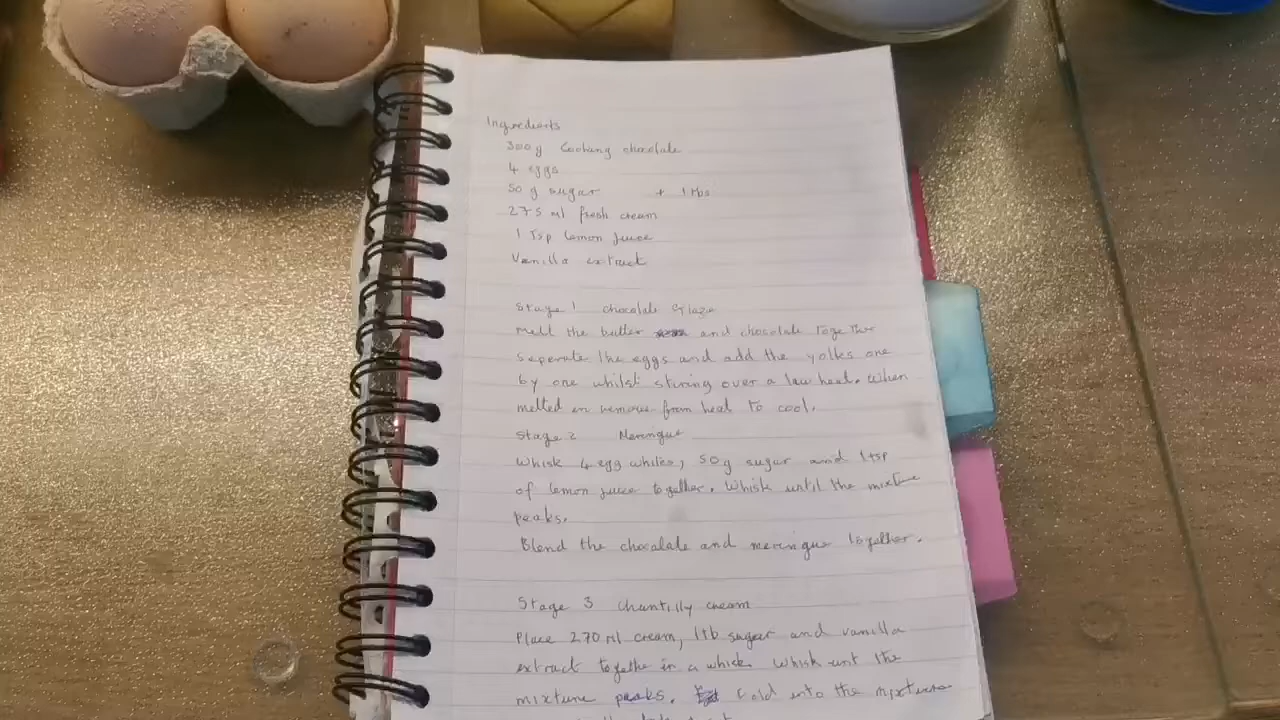 Ingredients
300g Cooking chocolate
4 eggs
50 g sugar + 1 tbs
275 ml fresh cream
1 Tsp lemon juice
Vanilla extract
Stage 1 chocolate Glaze
Melt the butter and chocolate together
seperate the eggs and add the yolks one
by one whilst stiring over a low heat. When
melted in remove from heat to cool.
Stage 2 Meringue
Whisk 4 egg whites, 50g sugar and 1tsp
of lemon juice together. Whisk until the mixture
peaks.
Blend the chocolate and meringue together.
Stage 3 Chantilly cream
Place 270 ml cream, 1tb sugar and vanilla
extract togethe in a whisk. Whisk unt the
mixture peaks. fold into the mixture